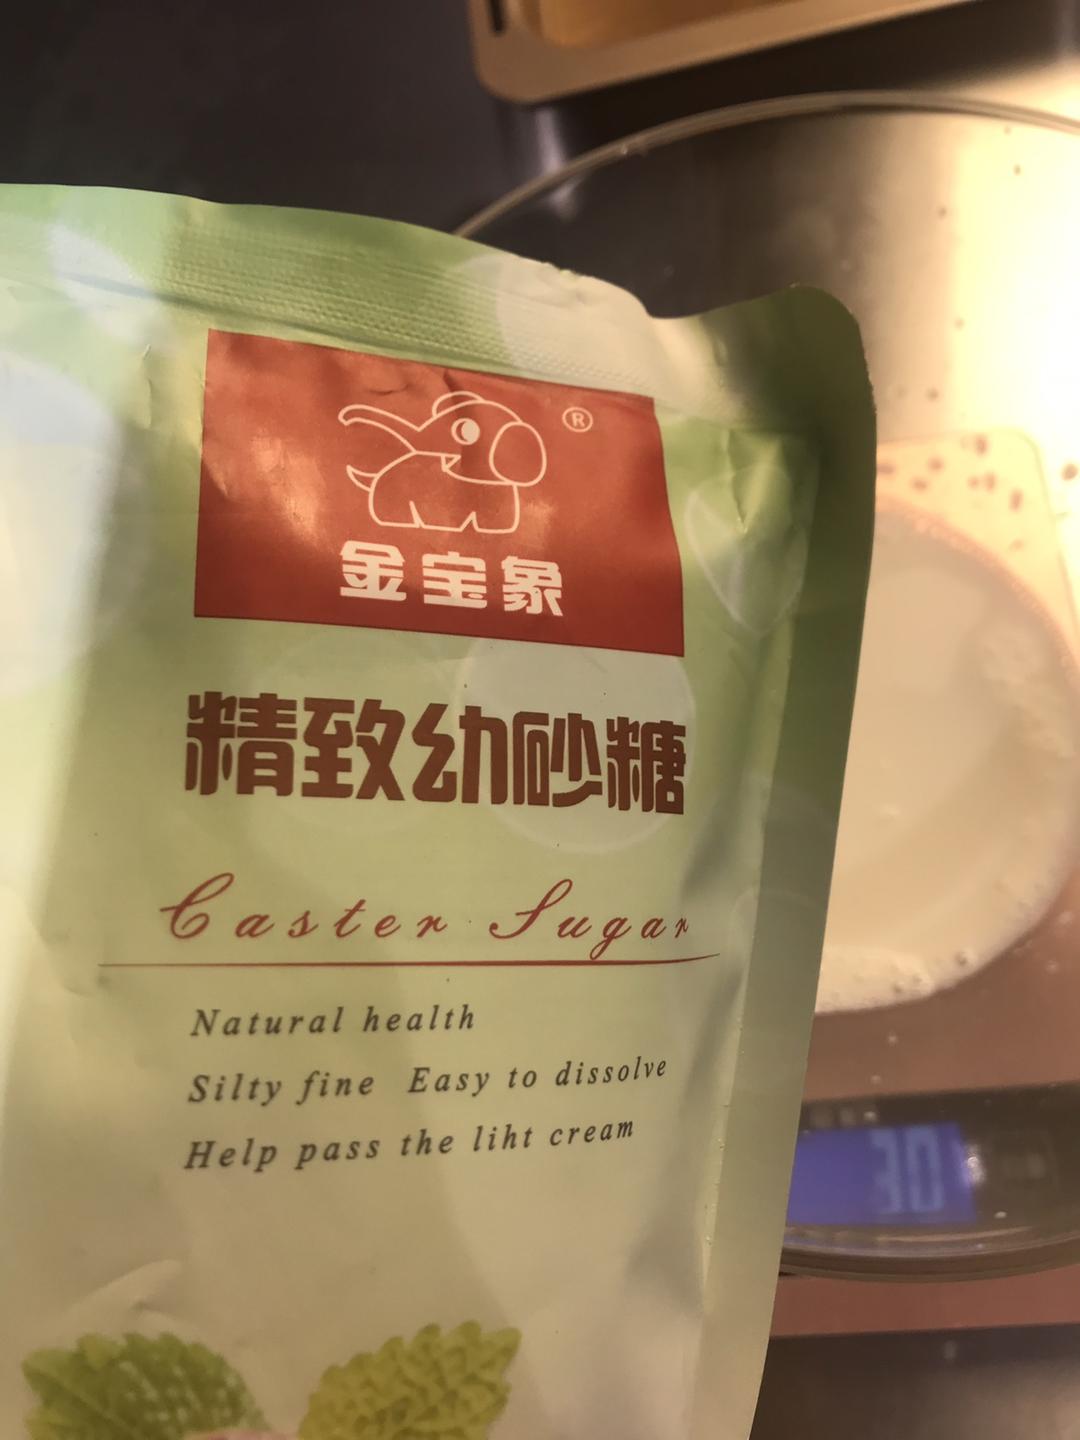 ®
金宝象
精致幼砂糖
Caster Sugar
Natural health
Silty fine Easy to dissolve
Help pass the liht cream
30